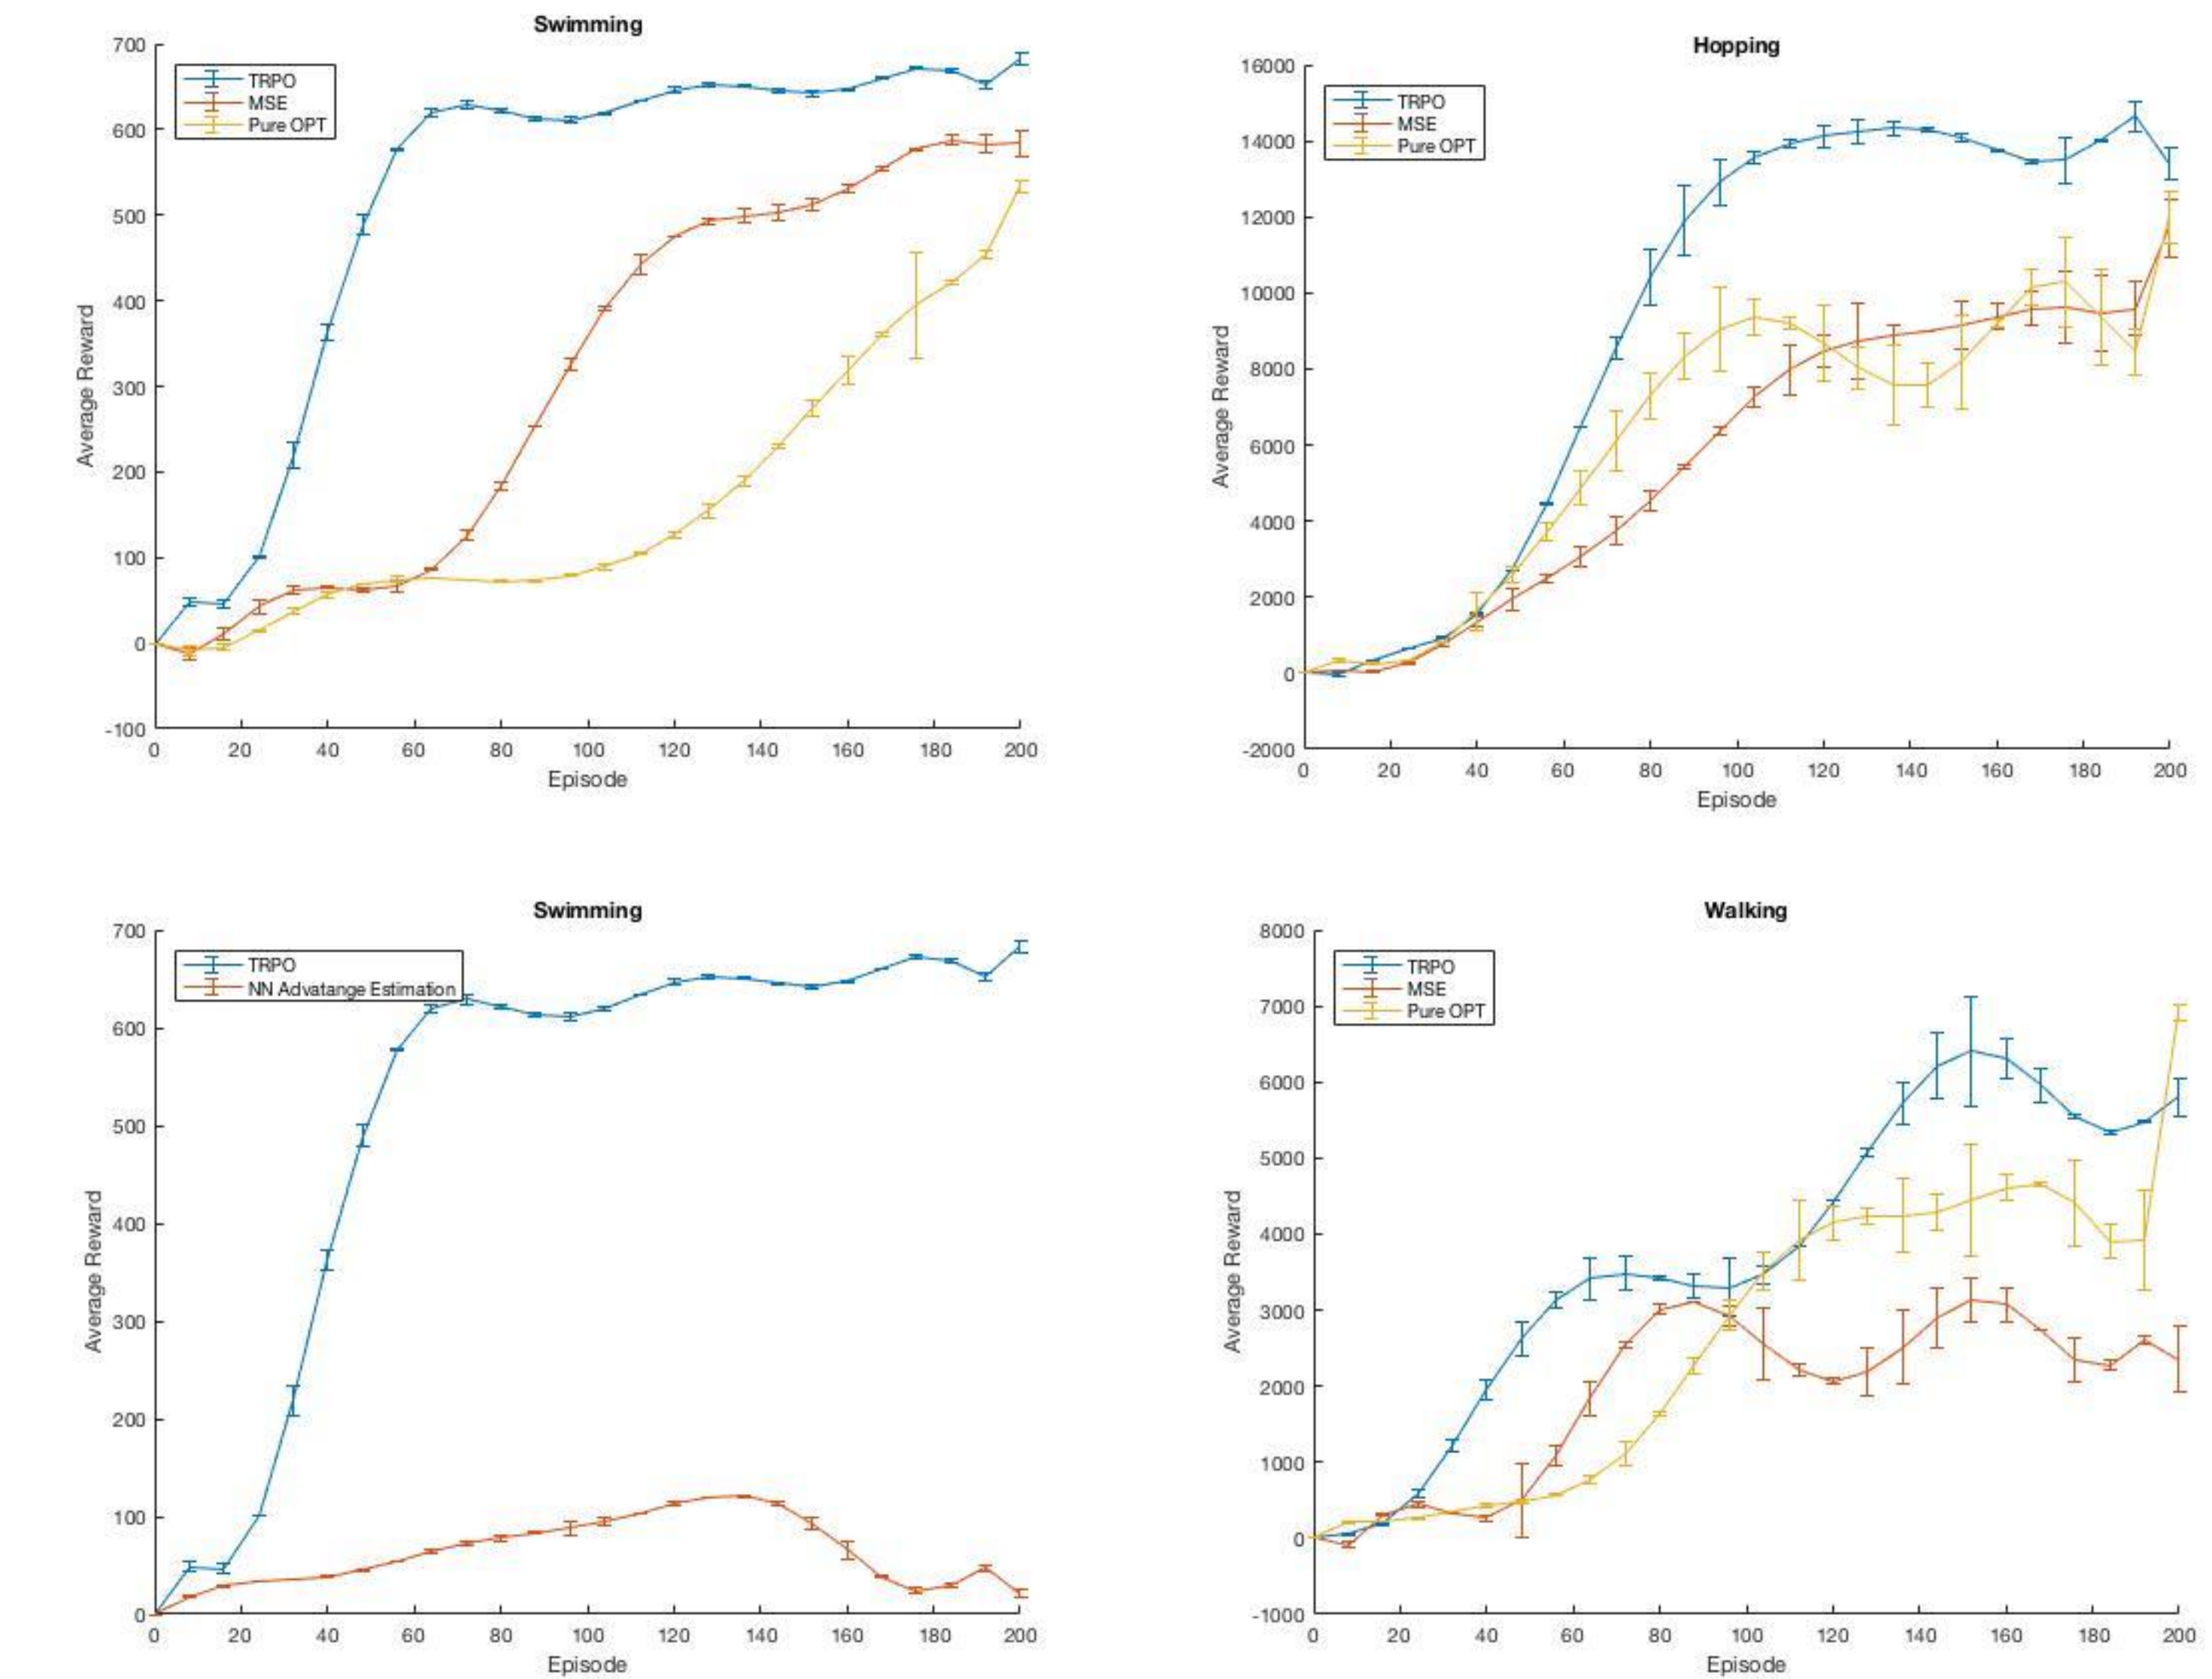 Swimming
700
600
500
400
300
200
100
0
-100
Average Reward
TRPO
MSE
Pure OPT
0 20 40 60 80 100 120 140 160 180 200
Episode
Hopping
16000
14000
12000
10000
8000
6000
4000
2000
0
-2000
Average Reward
TRPO
MSE
Pure OPT
0 20 40 60 80 100 120 140 160 180 200
Episode
Swimming
700
600
500
400
300
200
100
0
Average Reward
TRPO
NN Advatange Estimation
0 20 40 60 80 100 120 140 160 180 200
Episode
Walking
8000
7000
6000
5000
4000
3000
2000
1000
0
-1000
Average Reward
TRPO
MSE
Pure OPT
0 20 40 60 80 100 120 140 160 180 200
Episode